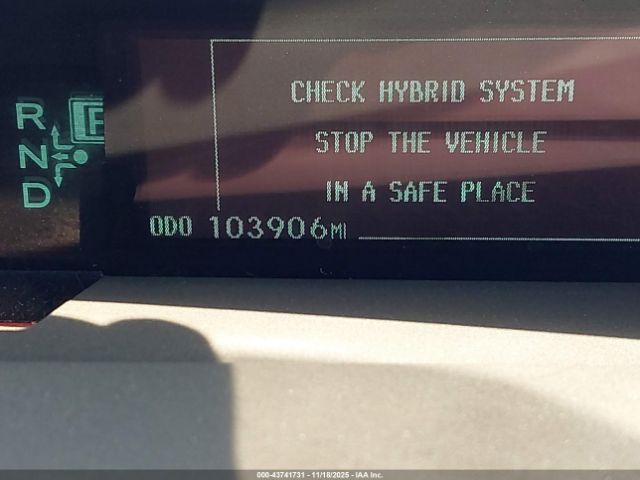 R P
N
D
CHECK HYBRID SYSTEM
STOP THE VEHICLE
IN A SAFE PLACE
ODO 103906MI
000-43741731 - 11/18/2025 - IAA Inc.